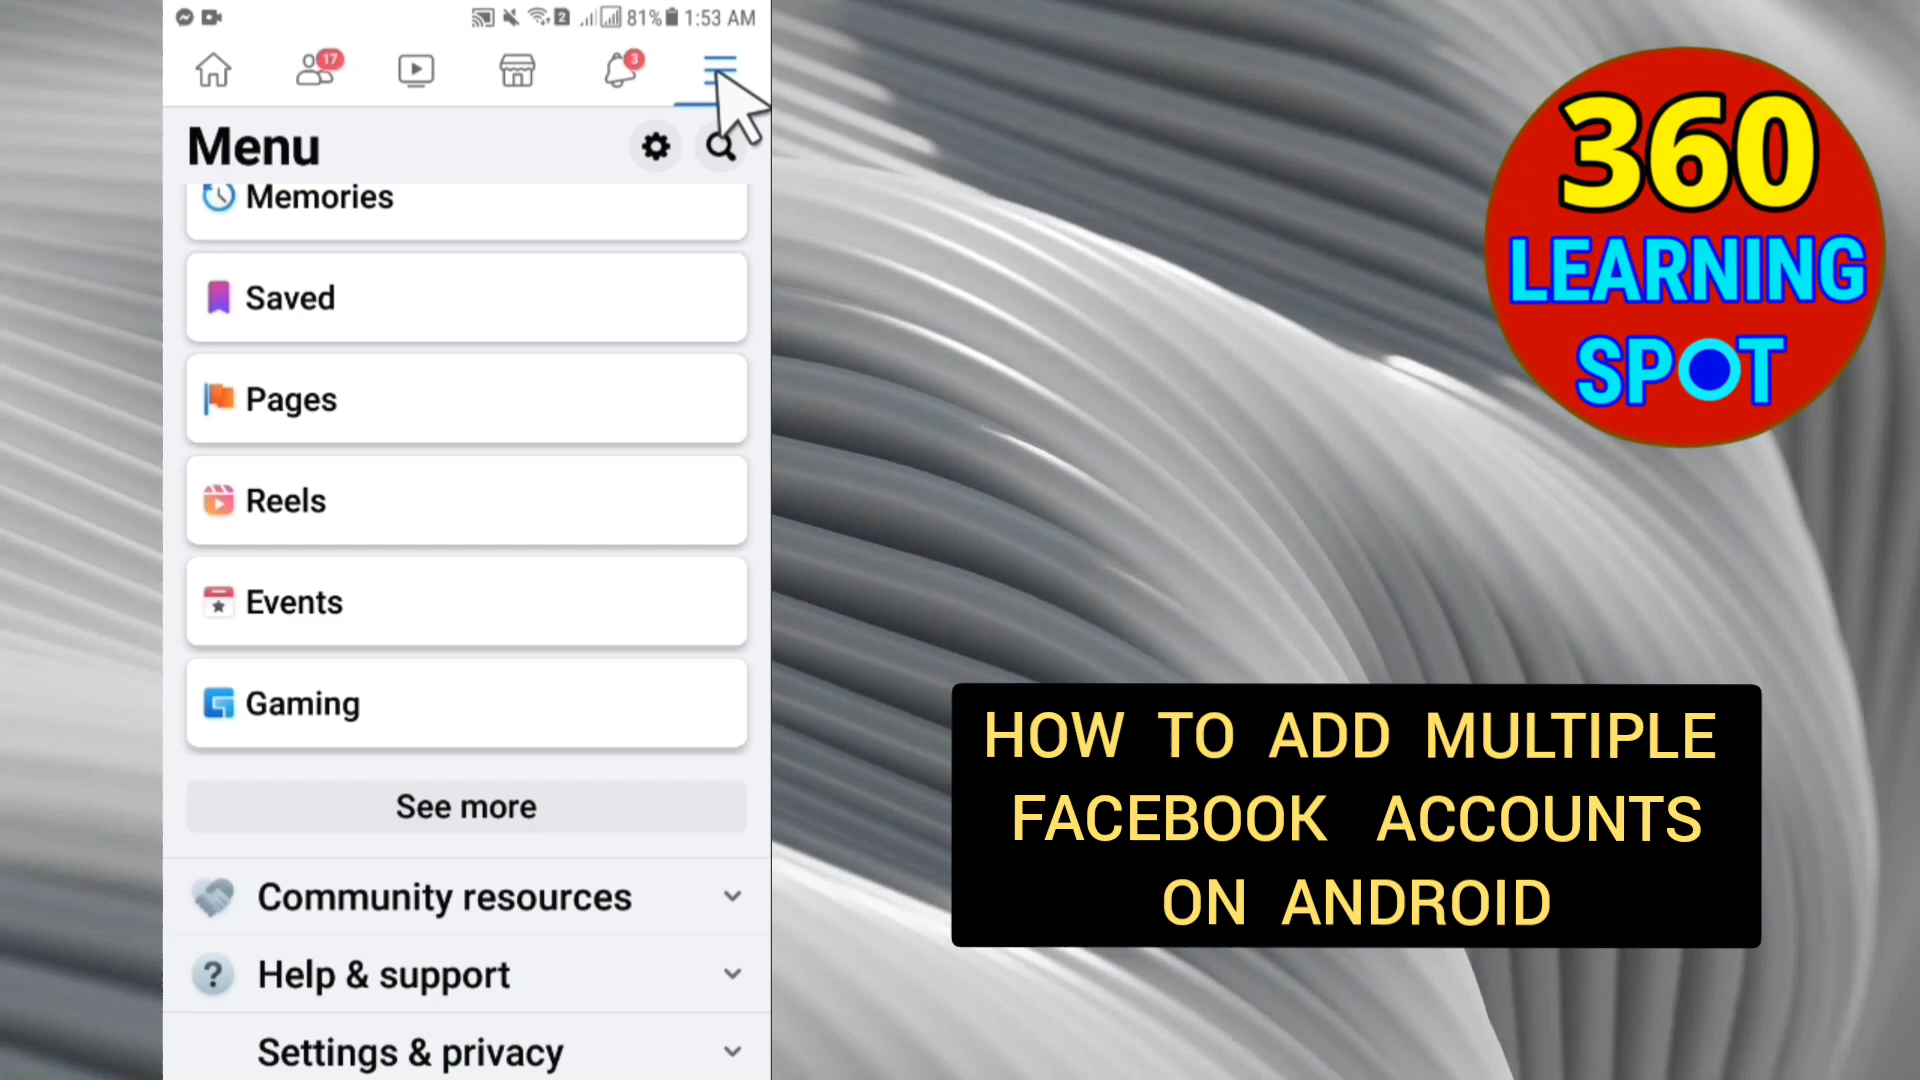 2 81% 1:53 AM
17
3
Menu
Memories
Saved
Pages
Reels
Events
Gaming
See more
Community resources
? Help & support
Settings & privacy
360
LEARNING
SPOT
HOW TO ADD MULTIPLE
FACEBOOK ACCOUNTS
ON ANDROID